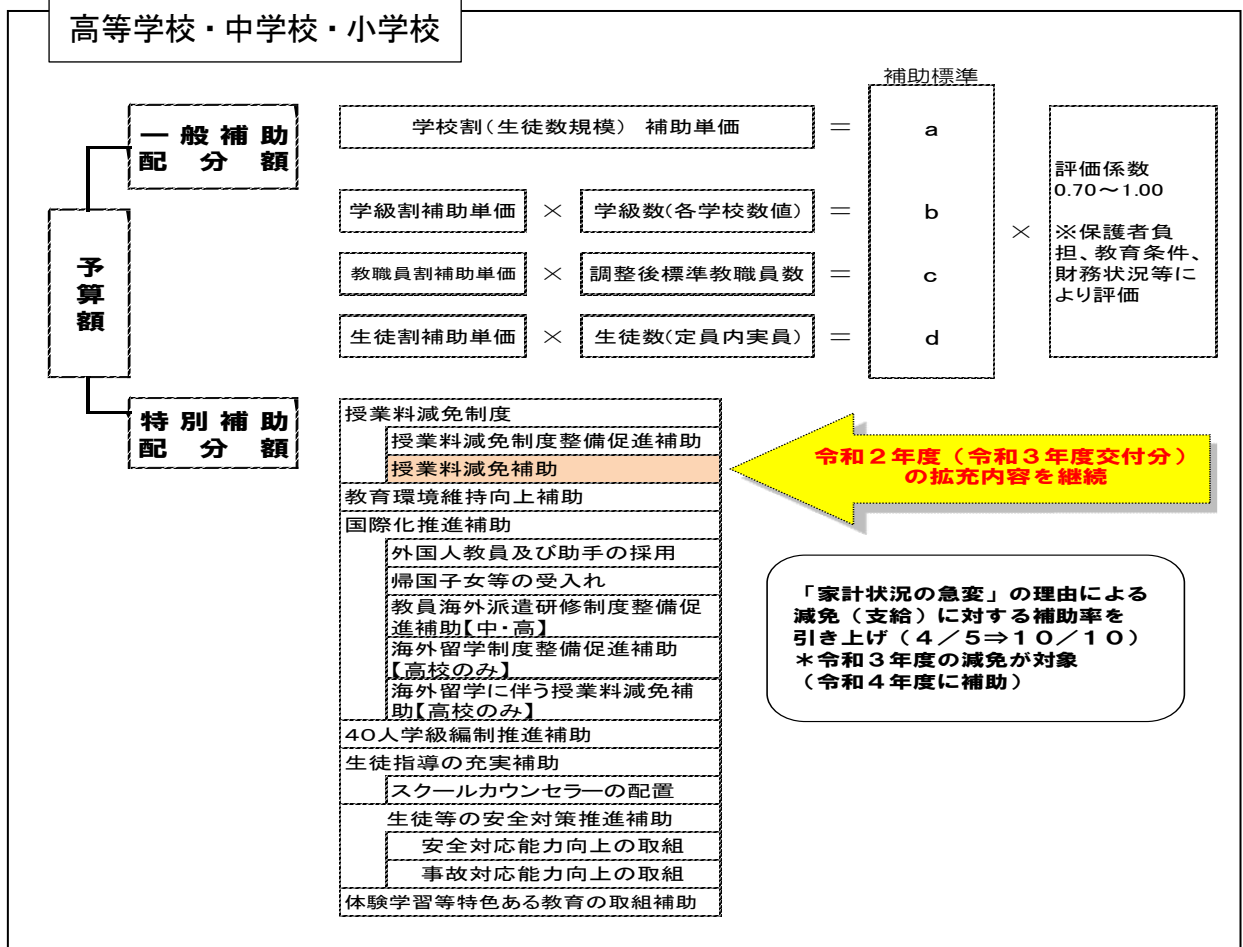 高等学校・中学校・小学校
補助標準
一般補助
配分額
学校割(生徒数規模) 補助単価 = a
学級割補助単価 × 学級数(各学校数値) = b
教職員割補助単価 × 調整後標準教職員数 = c
生徒割補助単価 × 生徒数(定員内実員) = d
×
評価係数
0.70～1.00
※保護者負
担、教育条件、
財務状況等に
より評価
予
算
額
特別補助
配分額
授業料減免制度
授業料減免制度整備促進補助
授業料減免補助
教育環境維持向上補助
国際化推進補助
外国人教員及び助手の採用
帰国子女等の受入れ
教員海外派遣研修制度整備促
進補助【中・高】
海外留学制度整備促進補助
【高校のみ】
海外留学に伴う授業料減免補
助【高校のみ】
40人学級編制推進補助
生徒指導の充実補助
スクールカウンセラーの配置
生徒等の安全対策推進補助
安全対応能力向上の取組
事故対応能力向上の取組
体験学習等特色ある教育の取組補助
令和２年度（令和３年度交付分）
の拡充内容を継続
「家計状況の急変」の理由による
減免（支給）に対する補助率を
引き上げ（４／５⇒１０／１０）
＊令和３年度の減免が対象
（令和４年度に補助）